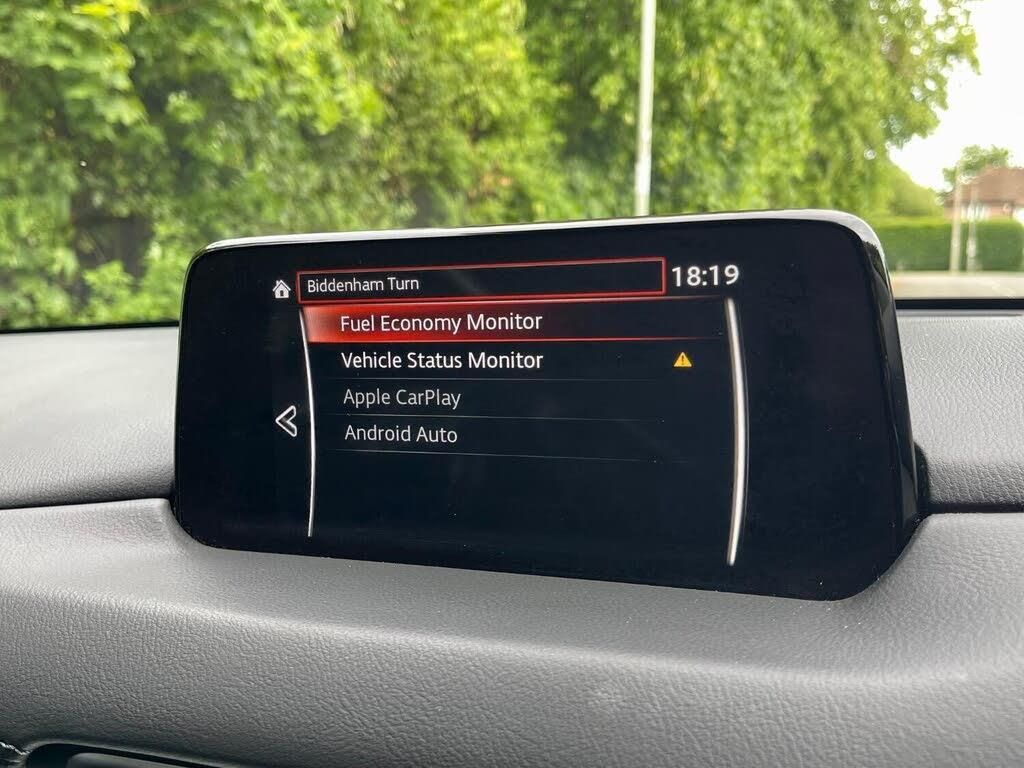 Biddenham Turn
18:19
Fuel Economy Monitor
Vehicle Status Monitor
Apple CarPlay
Android Auto